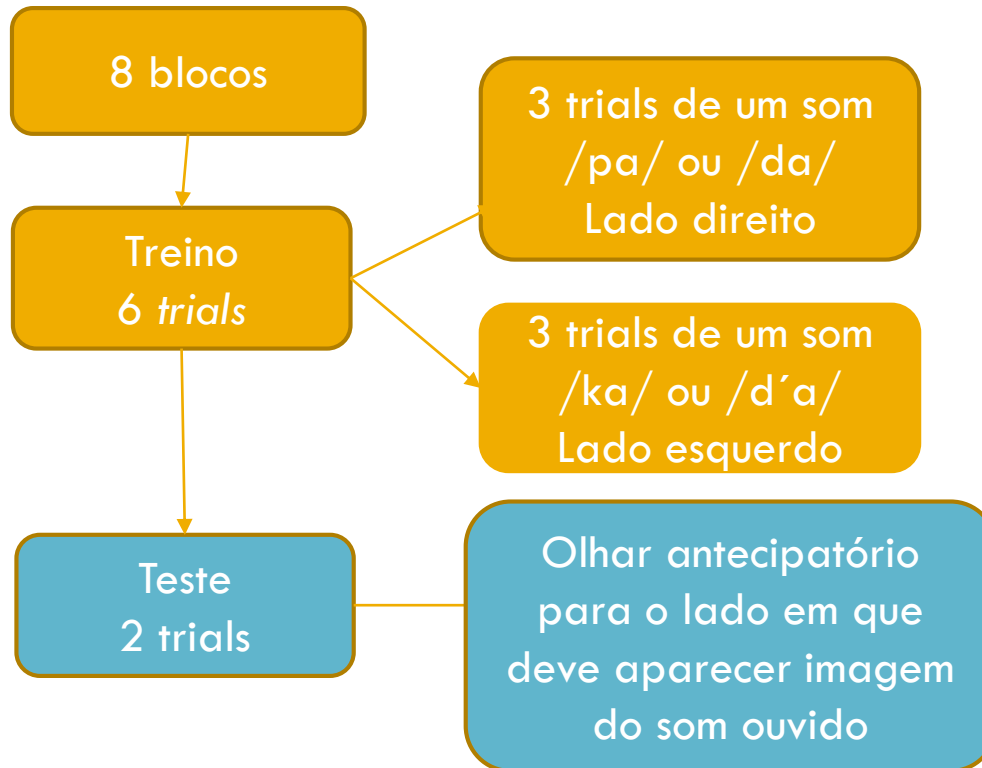 8 blocos
Treino
6 trials
3 trials de um som
/pa/ ou /da/
Lado direito
3 trials de um som
/ka/ ou /d´a/
Lado esquerdo
Teste
2 trials
Olhar antecipatório
para o lado em que
deve aparecer imagem
do som ouvido